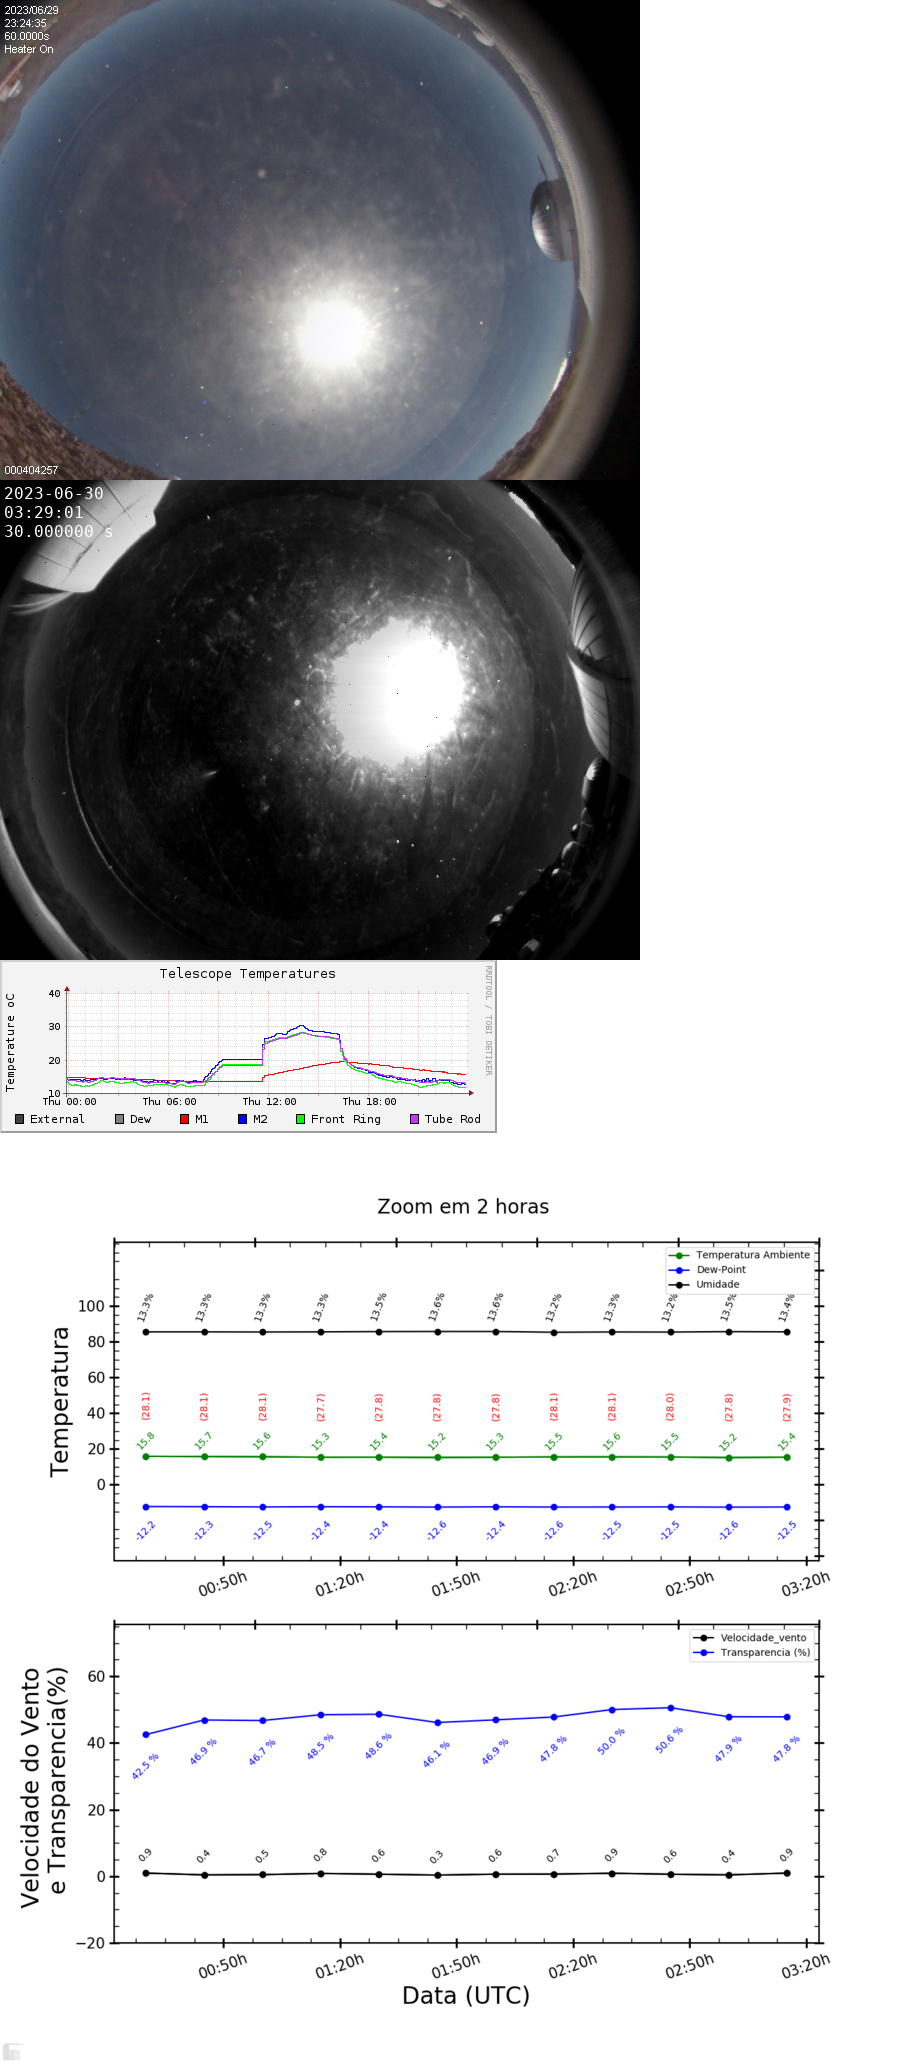 2023/06/29
23:24:35
60.0000s
Heater On
000404257
2023-06-30
03:29:01
30.000000 s
Telescope Temperatures
RRDTOOL / TOBI OETIKER
Temperature oC
40
30
20
10
Thu 00:00 Thu 06:00 Thu 12:00 Thu 18:00
External Dew M1 M2 Front Ring Tube Rod
Zoom em 2 horas
Temperatura Ambiente
Dew-Point
Umidade
Temperatura
100
80
60
40
20
0
13.3% 13.3% 13.3% 13.3% 13.5% 13.6% 13.6% 13.2% 13.3% 13.2% 13.5% 13.4%
(28.1) (28.1) (28.1) (27.7) (27.8) (27.8) (27.8) (28.1) (28.1) (28.0) (27.8) (27.9)
15.8 15.7 15.6 15.3 15.4 15.2 15.3 15.5 15.6 15.5 15.2 15.4
-12.2 -12.3 -12.5 -12.4 -12.4 -12.6 -12.4 -12.6 -12.5 -12.5 -12.6 -12.5
00:50h 01:20h 01:50h 02:20h 02:50h 03:20h
Velocidade_vento
Transparencia (%)
Velocidade do Vento
e Transparencia(%)
60
40
20
0
−20
42.5 % 46.9 % 46.7 % 48.5 % 48.6 % 46.1 % 46.9 % 47.8 % 50.0 % 50.6 % 47.9 % 47.8 %
0.9 0.4 0.5 0.8 0.6 0.3 0.6 0.7 0.9 0.6 0.4 0.9
00:50h 01:20h 01:50h 02:20h 02:50h 03:20h
Data (UTC)